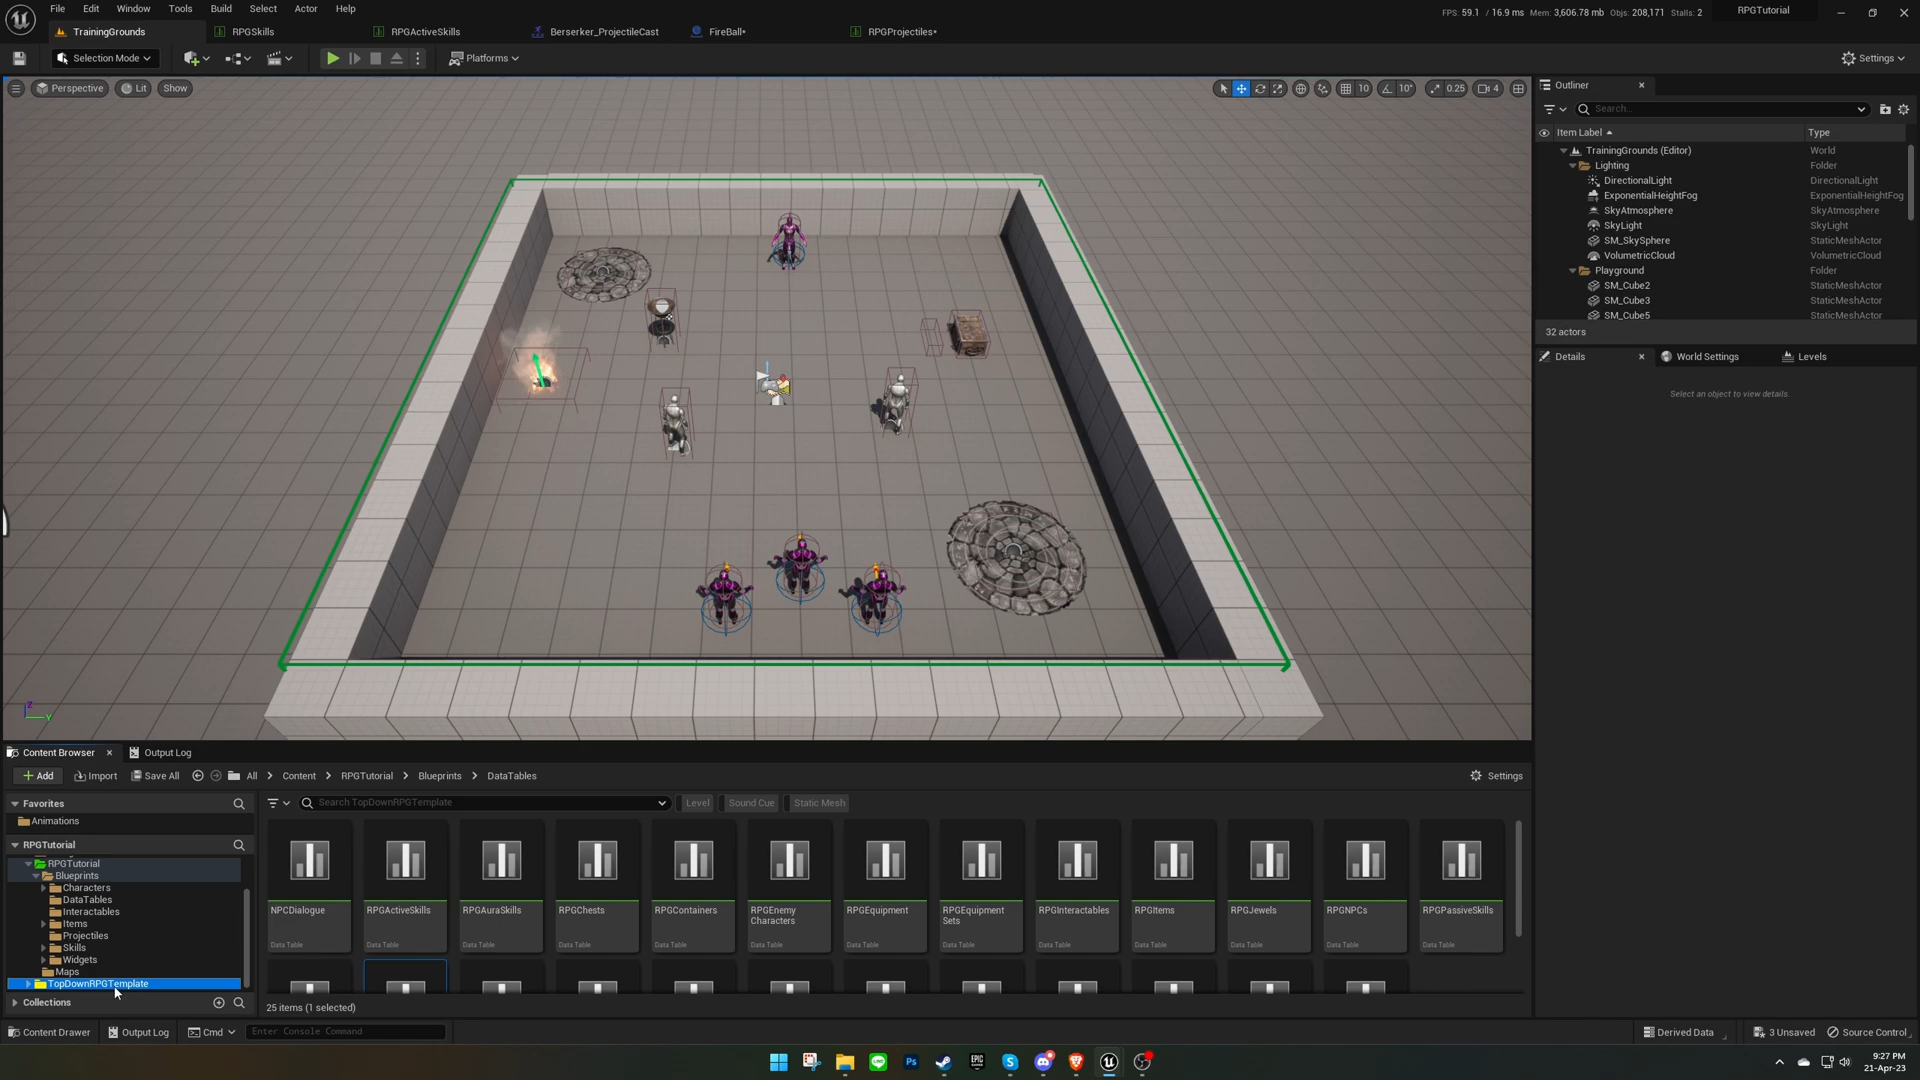 File Edit Window Tools Build Select Actor Help
FPS: 59.1 / 16.9 ms Mem: 3,606.78 mb Objs: 208,171 Stalls: 2
RPGTutorial
TrainingGrounds
RPGSkills
RPGActiveSkills
Berserker_ProjectileCast
FireBall*
RPGProjectiles*
Selection Mode
Platforms
Settings
Perspective
Lit
Show
10
10°
0.25
4
Outliner
Search...
Item Label
Type
TrainingGrounds (Editor) World
Lighting Folder
DirectionalLight DirectionalLight
ExponentialHeightFog ExponentialHeightFog
SkyAtmosphere SkyAtmosphere
SkyLight SkyLight
SM_SkySphere StaticMeshActor
VolumetricCloud VolumetricCloud
Playground Folder
SM_Cube2 StaticMeshActor
SM_Cube3 StaticMeshActor
SM_Cube5 StaticMeshActor
32 actors
Details
World Settings
Levels
Select an object to view details.
Z
Y
Content Browser
Output Log
Add
Import
Save All
All > Content > RPGTutorial > Blueprints > DataTables
Settings
Favorites
Animations
RPGTutorial
RPGTutorial
Blueprints
Characters
DataTables
Interactables
Items
Projectiles
Skills
Widgets
Maps
TopDownRPGTemplate
Collections
Search TopDownRPGTemplate
Level
Sound Cue
Static Mesh
NPCDialogue
Data Table
RPGActiveSkills
Data Table
RPGAuraSkills
Data Table
RPGChests
Data Table
RPGContainers
Data Table
RPGEnemy
Characters
Data Table
RPGEquipment
Data Table
RPGEquipment
Sets
Data Table
RPGInteractables
Data Table
RPGItems
Data Table
RPGJewels
Data Table
RPGNPCs
Data Table
RPGPassiveSkills
Data Table
25 items (1 selected)
Content Drawer
Output Log
Cmd
Enter Console Command
Derived Data
3 Unsaved
Source Control
Ps
EPIC
GAMES
9:27 PM
21-Apr-23